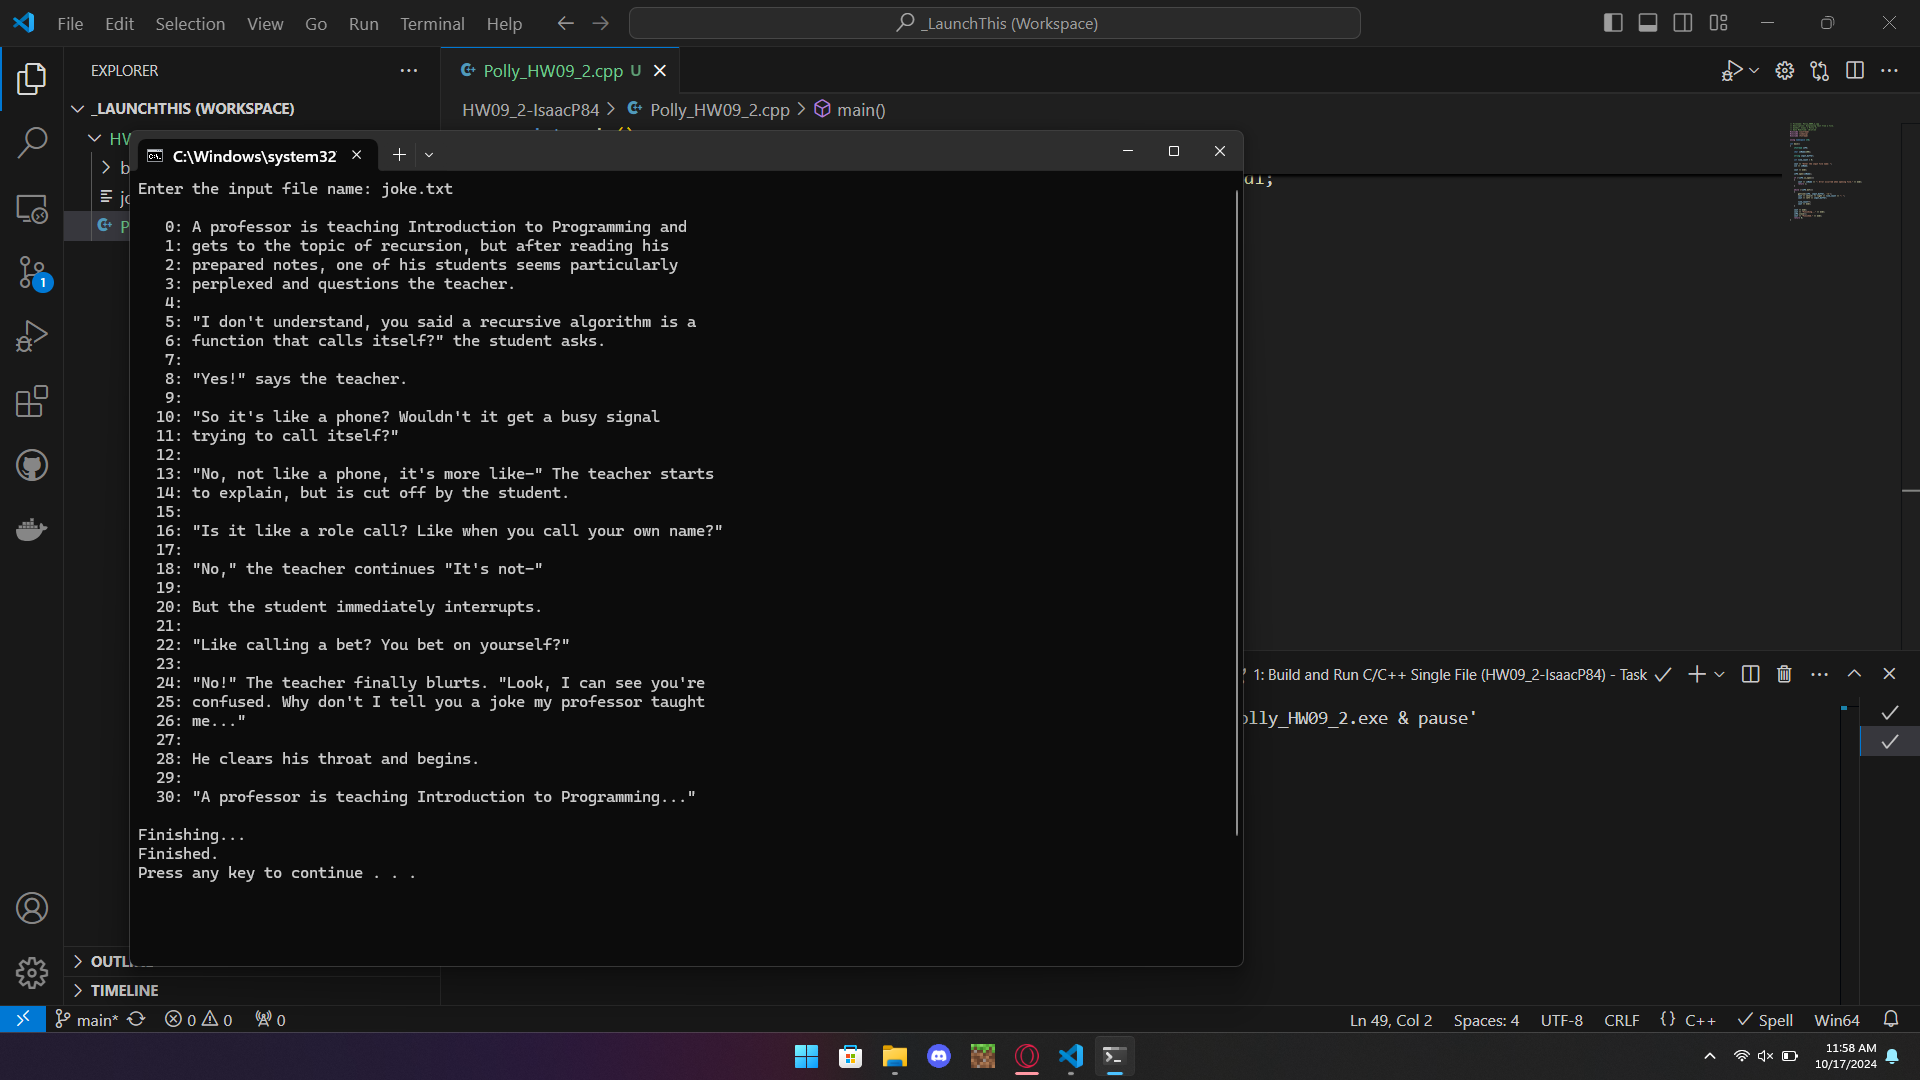 File Edit Selection View Go Run Terminal Help
_LaunchThis (Workspace)
EXPLORER
Polly_HW09_2.cpp U
_LAUNCHTHIS (WORKSPACE)
HW09_2-IsaacP84 > Polly_HW09_2.cpp > main()
C:\Windows\system32
Enter the input file name: joke.txt
0: A professor is teaching Introduction to Programming and
1: gets to the topic of recursion, but after reading his
2: prepared notes, one of his students seems particularly
3: perplexed and questions the teacher.
4:
5: "I don't understand, you said a recursive algorithm is a
6: function that calls itself?" the student asks.
7:
8: "Yes!" says the teacher.
9:
10: "So it's like a phone? Wouldn't it get a busy signal
11: trying to call itself?"
12:
13: "No, not like a phone, it's more like—" The teacher starts
14: to explain, but is cut off by the student.
15:
16: "Is it like a role call? Like when you call your own name?"
17:
18: "No," the teacher continues "It's not—"
19:
20: But the student immediately interrupts.
21:
22: "Like calling a bet? You bet on yourself?"
23:
24: "No!" The teacher finally blurts. "Look, I can see you're
25: confused. Why don't I tell you a joke my professor taught
26: me..."
27:
28: He clears his throat and begins.
29:
30: "A professor is teaching Introduction to Programming..."
Finishing...
Finished.
Press any key to continue . . .
1: Build and Run C/C++ Single File (HW09_2-IsaacP84) - Task
olly_HW09_2.exe & pause'
TIMELINE
main* 0 0 0
Ln 49, Col 2 Spaces: 4 UTF-8 CRLF {} C++ Spell Win64
1
11:58 AM
10/17/2024